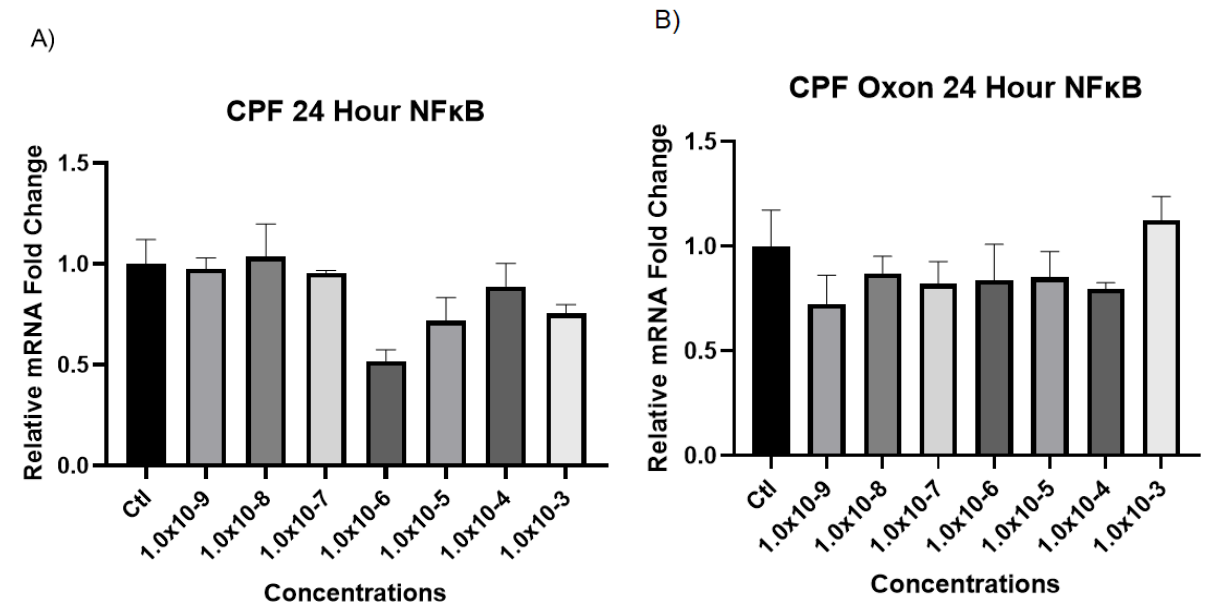 A)
CPF 24 Hour NFκB
Relative mRNA Fold Change
1.5
1.0
0.5
0.0
Ctl
1.0x10-9
1.0x10-8
1.0x10-7
1.0x10-6
1.0x10-5
1.0x10-4
1.0x10-3
Concentrations
B)
CPF Oxon 24 Hour NFκB
Relative mRNA Fold Change
1.5
1.0
0.5
0.0
Ctl
1.0x10-9
1.0x10-8
1.0x10-7
1.0x10-6
1.0x10-5
1.0x10-4
1.0x10-3
Concentrations